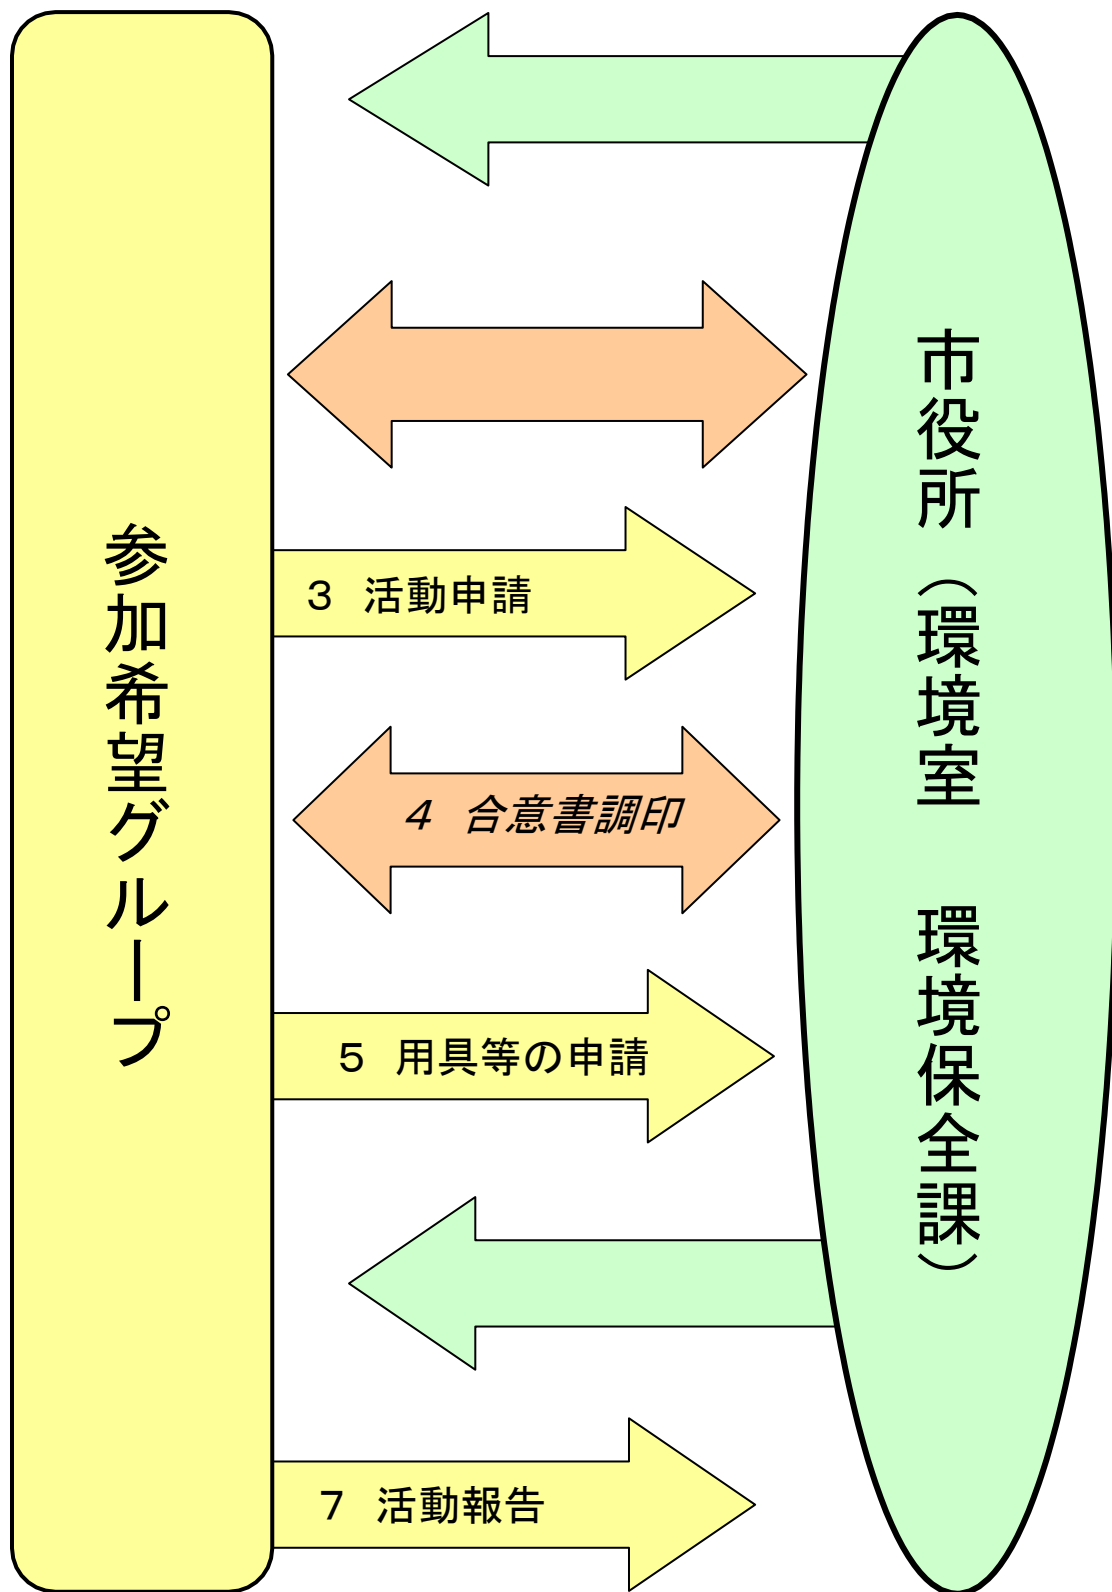 参加希望グループ
３　活動申請
４　合意書調印
５　用具等の申請
７　活動報告
市役所（環境室　環境保全課）